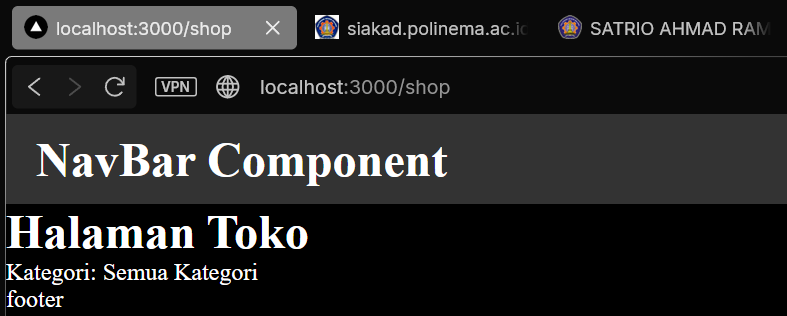 localhost:3000/shop
siakad.polinema.ac.id
SATRIO AHMAD RAM
VPN
localhost:3000/shop
NavBar Component
Halaman Toko
Kategori: Semua Kategori
footer